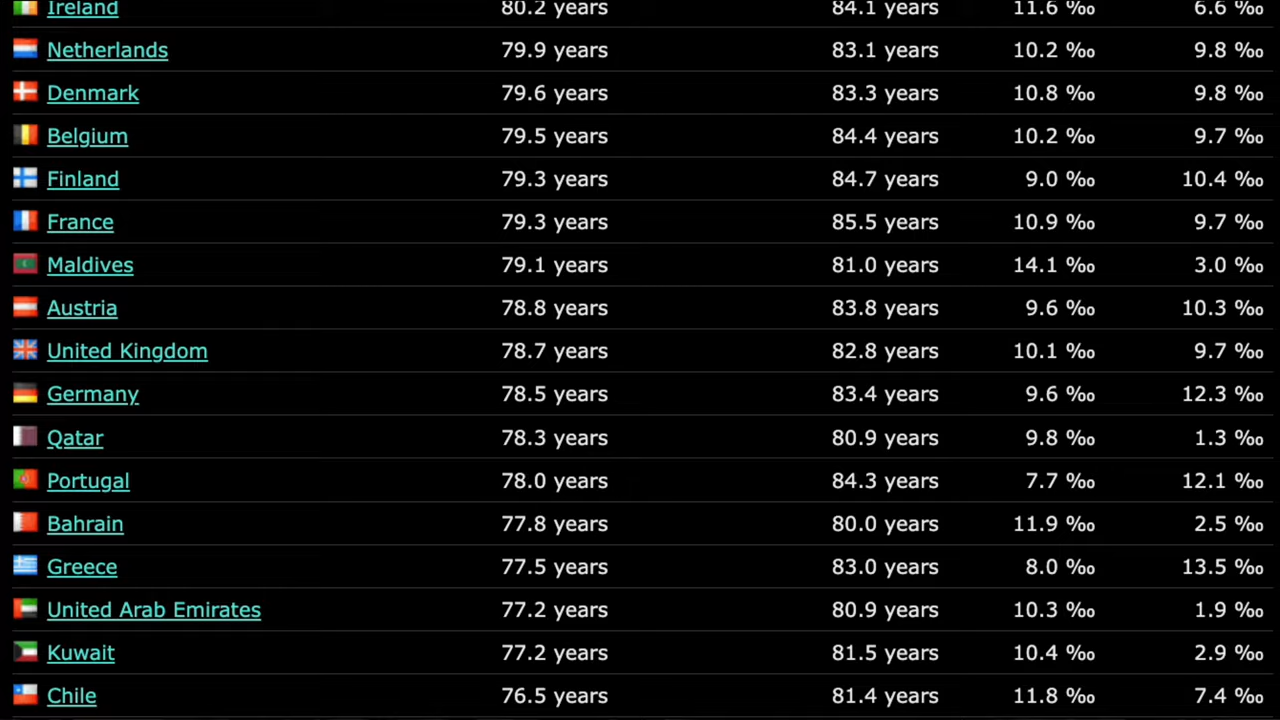 Ireland 80.2 years 84.1 years 11.6 ‰ 6.6 ‰
Netherlands 79.9 years 83.1 years 10.2 ‰ 9.8 ‰
Denmark 79.6 years 83.3 years 10.8 ‰ 9.8 ‰
Belgium 79.5 years 84.4 years 10.2 ‰ 9.7 ‰
Finland 79.3 years 84.7 years 9.0 ‰ 10.4 ‰
France 79.3 years 85.5 years 10.9 ‰ 9.7 ‰
Maldives 79.1 years 81.0 years 14.1 ‰ 3.0 ‰
Austria 78.8 years 83.8 years 9.6 ‰ 10.3 ‰
United Kingdom 78.7 years 82.8 years 10.1 ‰ 9.7 ‰
Germany 78.5 years 83.4 years 9.6 ‰ 12.3 ‰
Qatar 78.3 years 80.9 years 9.8 ‰ 1.3 ‰
Portugal 78.0 years 84.3 years 7.7 ‰ 12.1 ‰
Bahrain 77.8 years 80.0 years 11.9 ‰ 2.5 ‰
Greece 77.5 years 83.0 years 8.0 ‰ 13.5 ‰
United Arab Emirates 77.2 years 80.9 years 10.3 ‰ 1.9 ‰
Kuwait 77.2 years 81.5 years 10.4 ‰ 2.9 ‰
Chile 76.5 years 81.4 years 11.8 ‰ 7.4 ‰